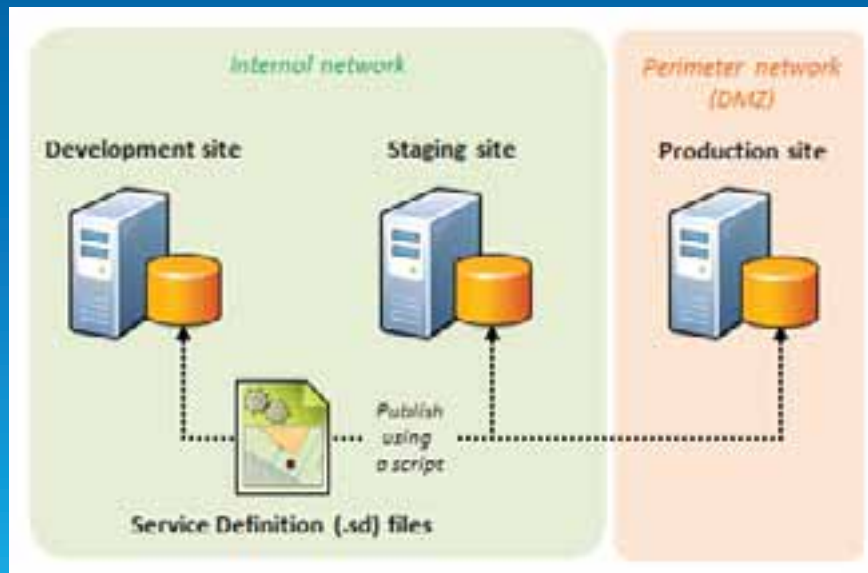 Internal network
Perimeter network
(DMZ)
Development site
Staging site
Production site
Publish
using
a script
Service Definition (.sd) files